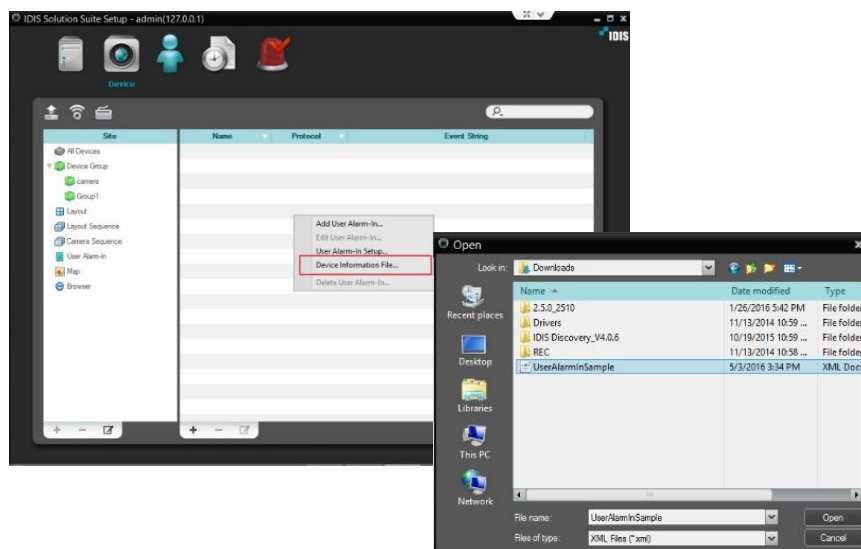 IDIS Solution Suite Setup - admin(127.0.0.1)
IDIS
Device
Site
Name
Protocol
Event String
All Devices
Device Group
camera
Group1
Layout
Layout Sequence
Camera Sequence
User Alarm-In
Map
Browser
Add User Alarm-In...
Edit User Alarm-In...
User Alarm-In Setup...
Device Information File...
Delete User Alarm-In...
Open
Look in:
Downloads
Recent places
Desktop
Libraries
This PC
Network
Name
Date modified
Type
2.5.0_2510
1/26/2016 5:42 PM
File folder
Drivers
11/13/2014 10:59 ...
File folder
IDIS Discovery_V4.0.6
10/19/2015 10:59 ...
File folder
REC
11/13/2014 10:58 ...
File folder
UserAlarmInSample
5/3/2016 3:34 PM
XML Doc
File name:
UserAlarmInSample
Open
Files of type:
XML Files (*.xml)
Cancel